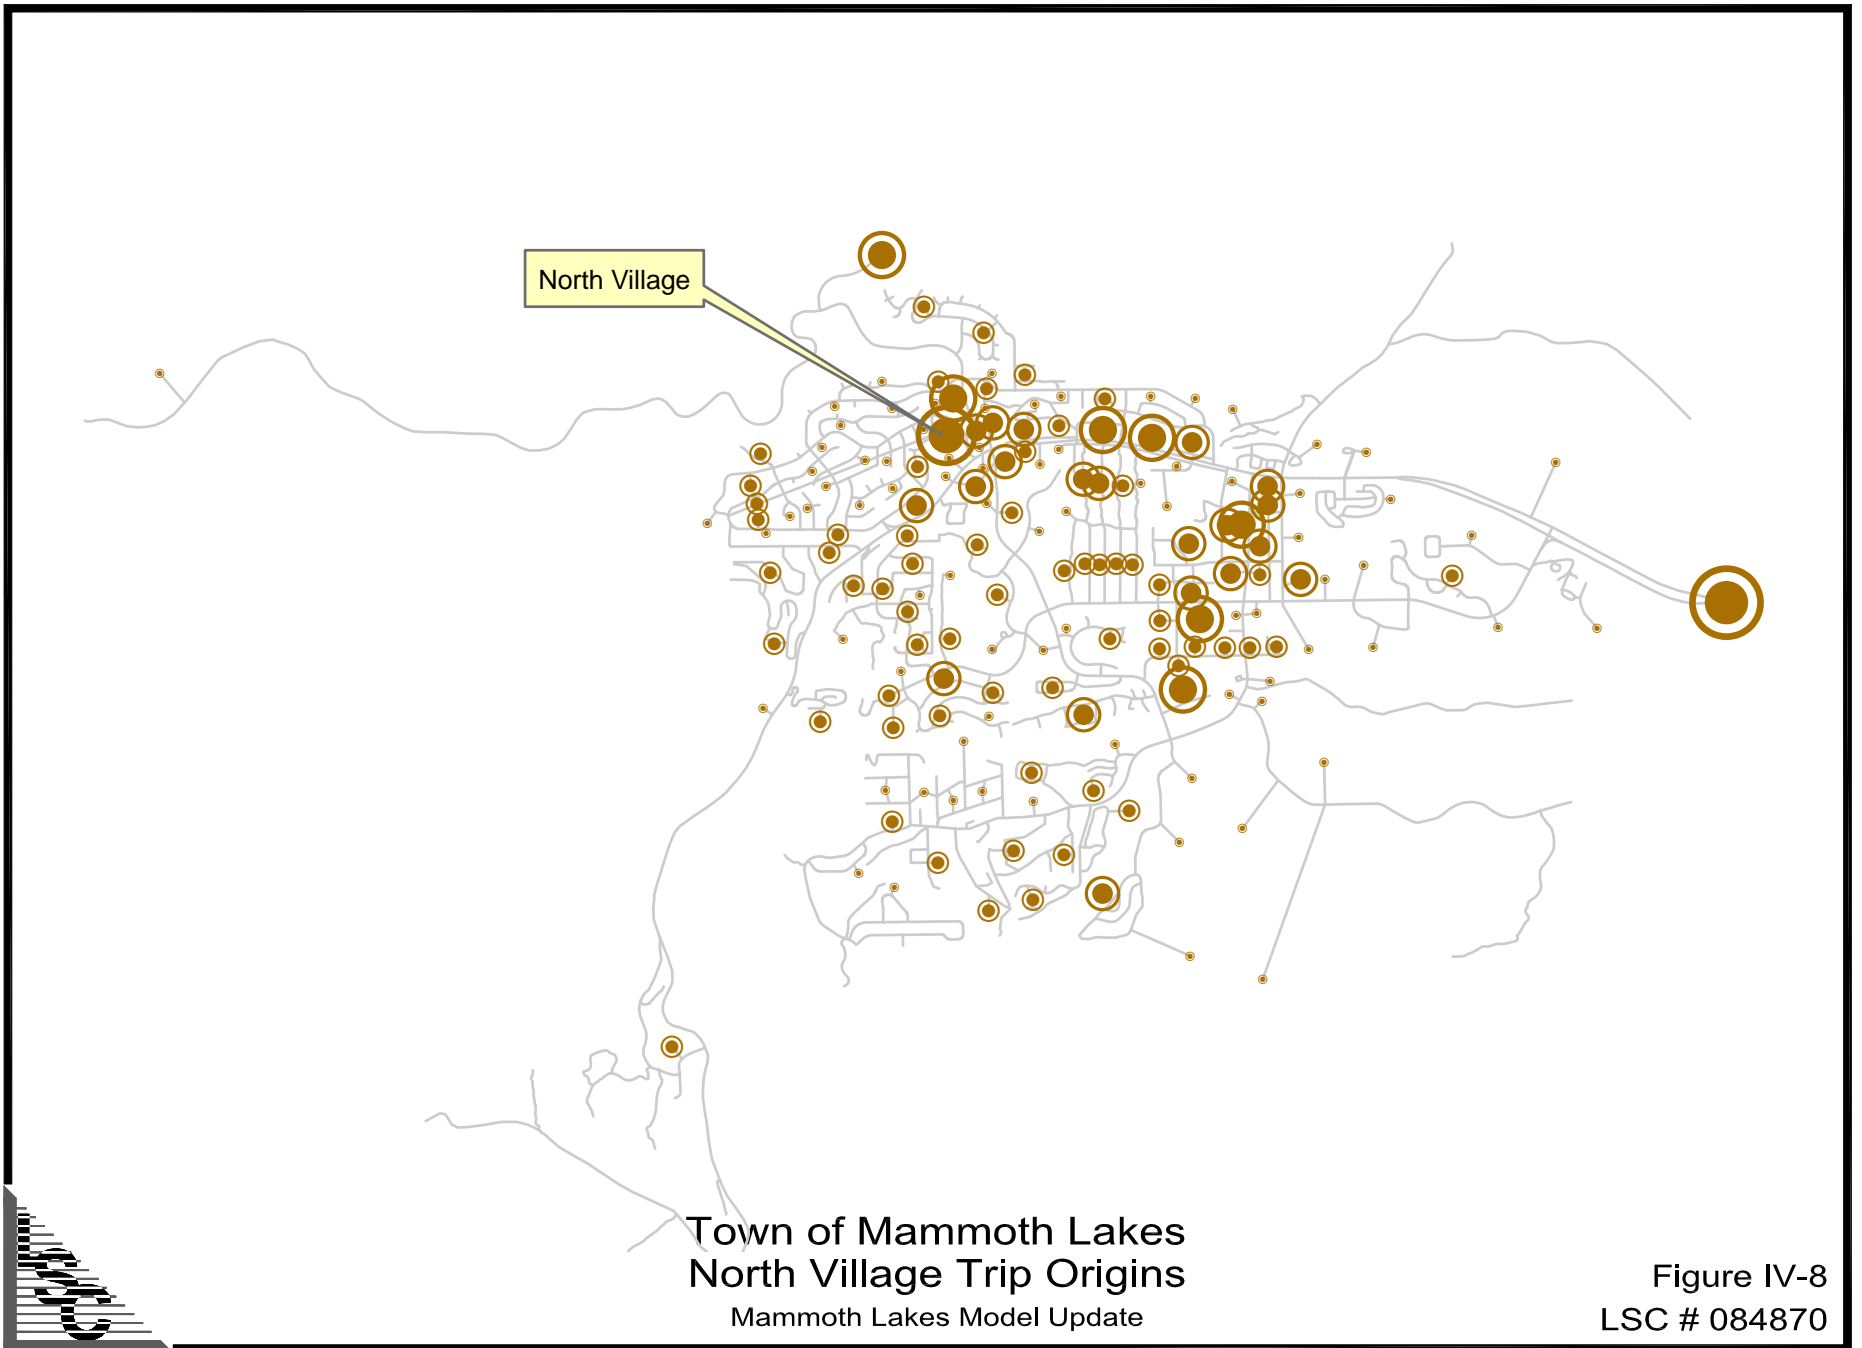 North Village
Town of Mammoth Lakes
North Village Trip Origins
Mammoth Lakes Model Update
Figure IV-8
LSC # 084870
LSC